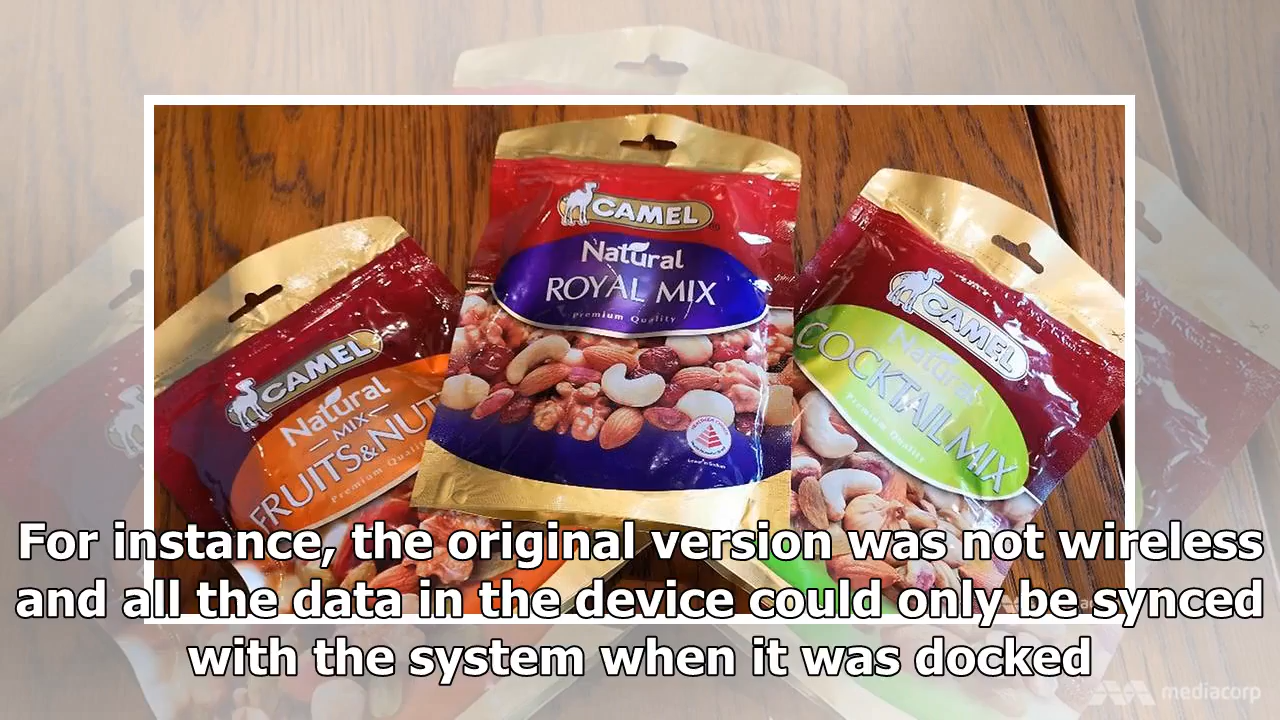 CAMEL
Natural
ROYAL MIX
Premium Quality
CAMEL
Natural
MIX
FRUITS&NUT
Premium Quali
CAMEL
Natural
COCKTAIL MIX
Premium Quality
For instance, the original version was not wireless
and all the data in the device could only be synced
with the system when it was docked
mediacorp